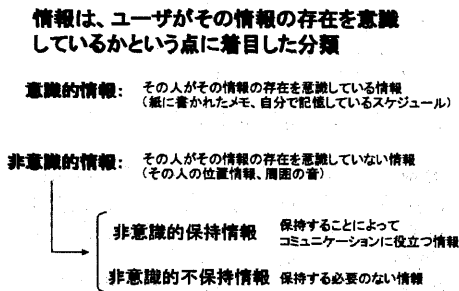 情報は、ユーザがその情報の存在を意識
しているかという点に着目した分類
意識的情報： その人がその情報の存在を意識している情報
（紙に書かれたメモ、自分で記憶しているスケジュール）
非意識的情報： その人がその情報の存在を意識していない情報
（その人の位置情報、周囲の音）
非意識的保持情報 保持することによって
コミュニケーションに役立つ情報
非意識的不保持情報 保持する必要のない情報